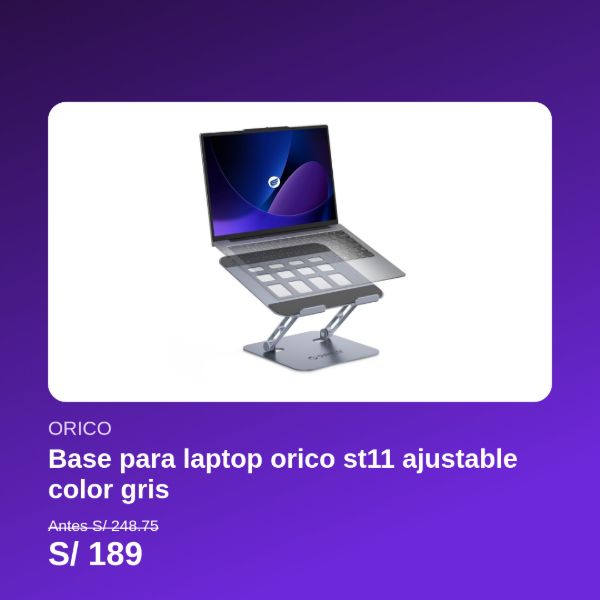 ORICO
Base para laptop orico st11 ajustable
color gris
Antes S/ 248.75
S/ 189